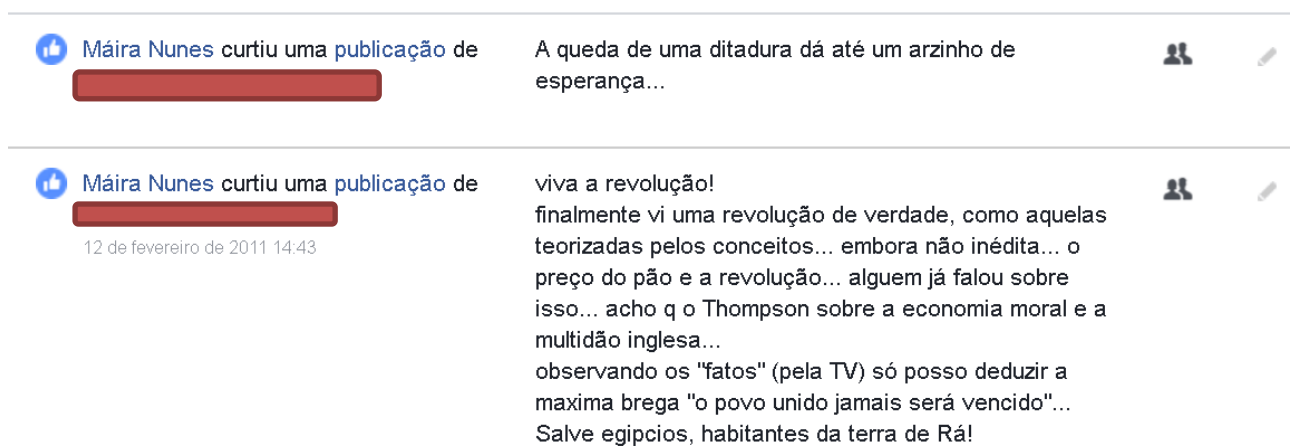 Máira Nunes curtiu uma publicação de
A queda de uma ditadura dá até um arzinho de
esperança...
Máira Nunes curtiu uma publicação de
12 de fevereiro de 2011 14:43
viva a revolução!
finalmente vi uma revolução de verdade, como aquelas
teorizadas pelos conceitos... embora não inédita... o
preço do pão e a revolução... alguem já falou sobre
isso... acho q o Thompson sobre a economia moral e a
multidão inglesa...
observando os "fatos" (pela TV) só posso deduzir a
maxima brega "o povo unido jamais será vencido"...
Salve egipcios, habitantes da terra de Rá!